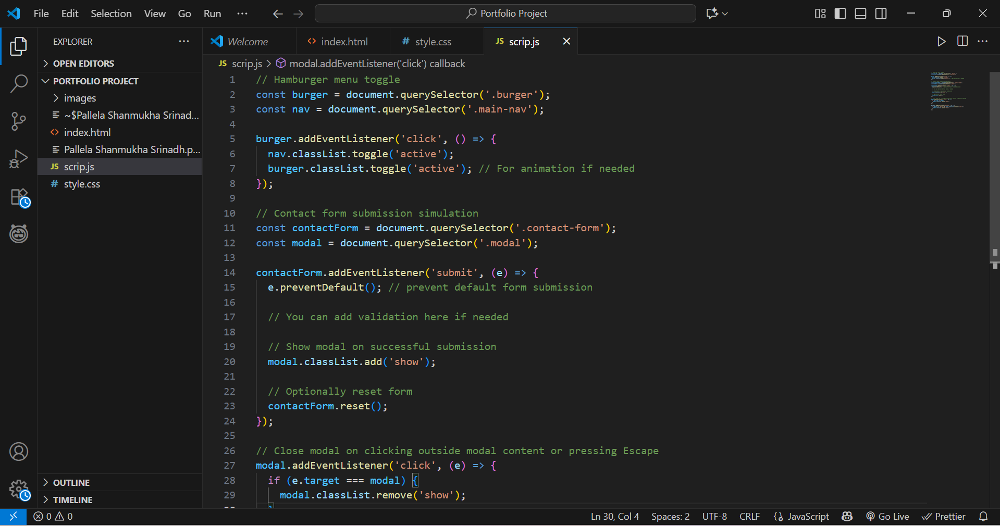 File Edit Selection View Go Run ··· Portfolio Project
EXPLORER ···
OPEN EDITORS
PORTFOLIO PROJECT
images
~$Pallela Shanmukha Srinad...
index.html
Pallela Shanmukha Srinadh.p...
JS scrip.js
# style.css
OUTLINE
TIMELINE
Welcome <> index.html # style.css JS scrip.js
JS scrip.js > modal.addEventListener('click') callback
1 // Hamburger menu toggle
2 const burger = document.querySelector('.burger');
3 const nav = document.querySelector('.main-nav');
4
5 burger.addEventListener('click', () => {
6 nav.classList.toggle('active');
7 burger.classList.toggle('active'); // For animation if needed
8 });
9
10 // Contact form submission simulation
11 const contactForm = document.querySelector('.contact-form');
12 const modal = document.querySelector('.modal');
13
14 contactForm.addEventListener('submit', (e) => {
15 e.preventDefault(); // prevent default form submission
16
17 // You can add validation here if needed
18
19 // Show modal on successful submission
20 modal.classList.add('show');
21
22 // Optionally reset form
23 contactForm.reset();
24 });
25
26 // Close modal on clicking outside modal content or pressing Escape
27 modal.addEventListener('click', (e) => {
28 if (e.target === modal) {
29 modal.classList.remove('show');
0 0 Ln 30, Col 4 Spaces: 2 UTF-8 CRLF JavaScript Go Live Prettier